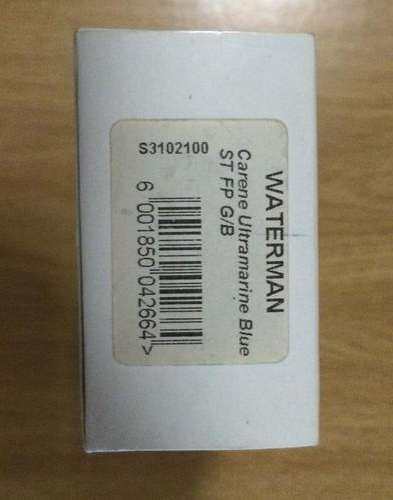 WATERMAN
Carene Ultramarine Blue
ST FP G/B
S3102100
6 001850 042664 >